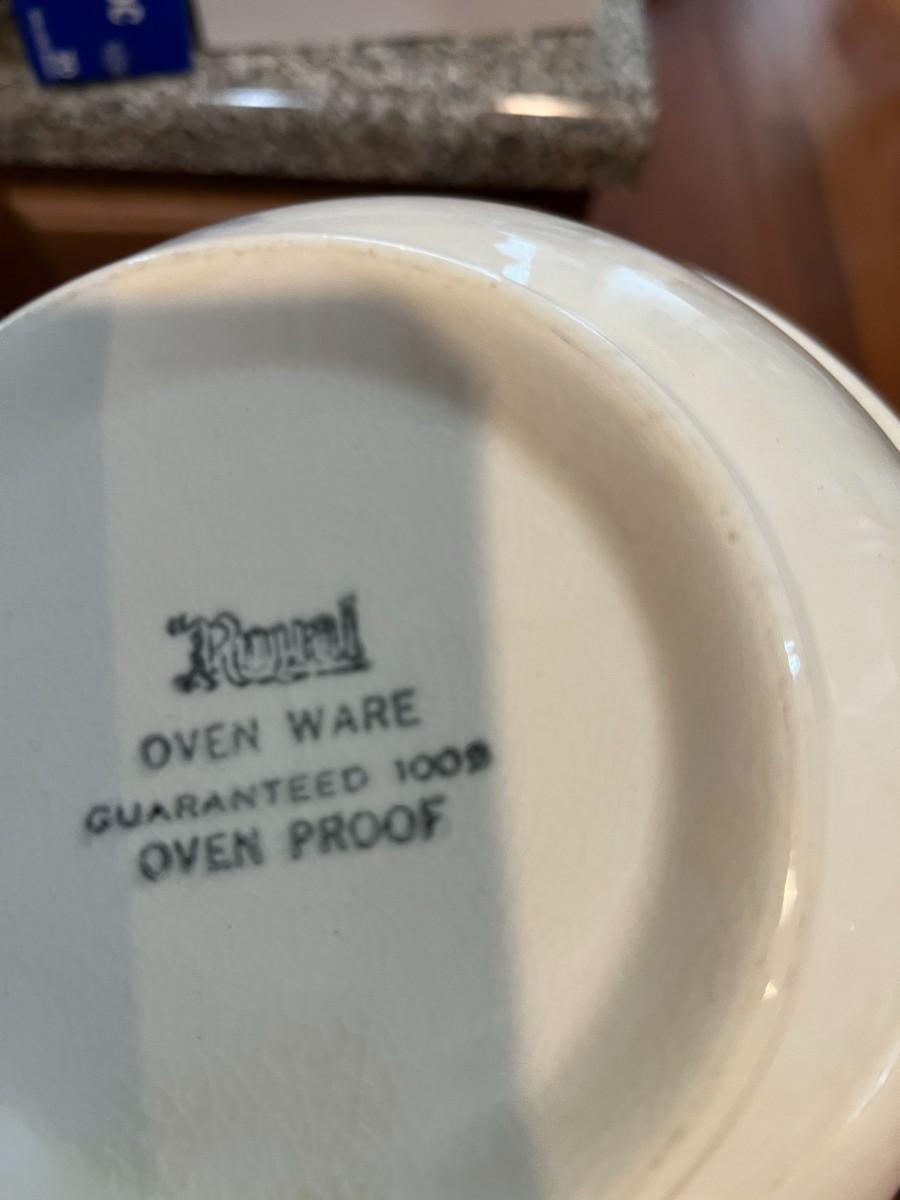 "Royal
OVEN WARE
GUARANTEED 100%
OVEN PROOF